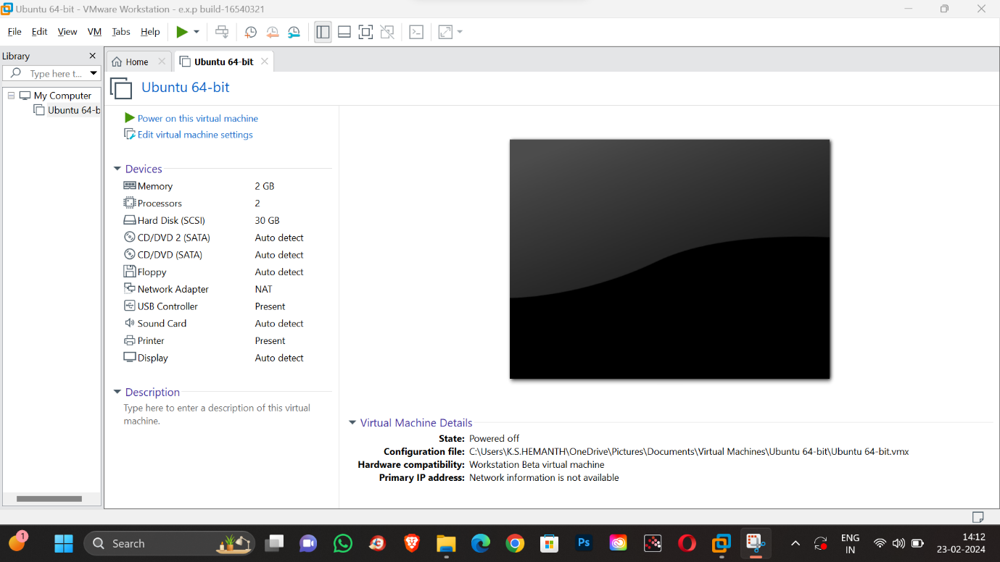 Ubuntu 64-bit - VMware Workstation - e.x.p build-16540321
File Edit View VM Tabs Help
Library
Home
Ubuntu 64-bit
Type here t...
Ubuntu 64-bit
My Computer
Ubuntu 64-b
Power on this virtual machine
Edit virtual machine settings
Devices
Memory 2 GB
Processors 2
Hard Disk (SCSI) 30 GB
CD/DVD 2 (SATA) Auto detect
CD/DVD (SATA) Auto detect
Floppy Auto detect
Network Adapter NAT
USB Controller Present
Sound Card Auto detect
Printer Present
Display Auto detect
Description
Type here to enter a description of this virtual
machine.
Virtual Machine Details
State: Powered off
Configuration file: C:\Users\K.S.HEMANTH\OneDrive\Pictures\Documents\Virtual Machines\Ubuntu 64-bit\Ubuntu 64-bit.vmx
Hardware compatibility: Workstation Beta virtual machine
Primary IP address: Network information is not available
1
Search
Ps
ENG
IN
14:12
23-02-2024